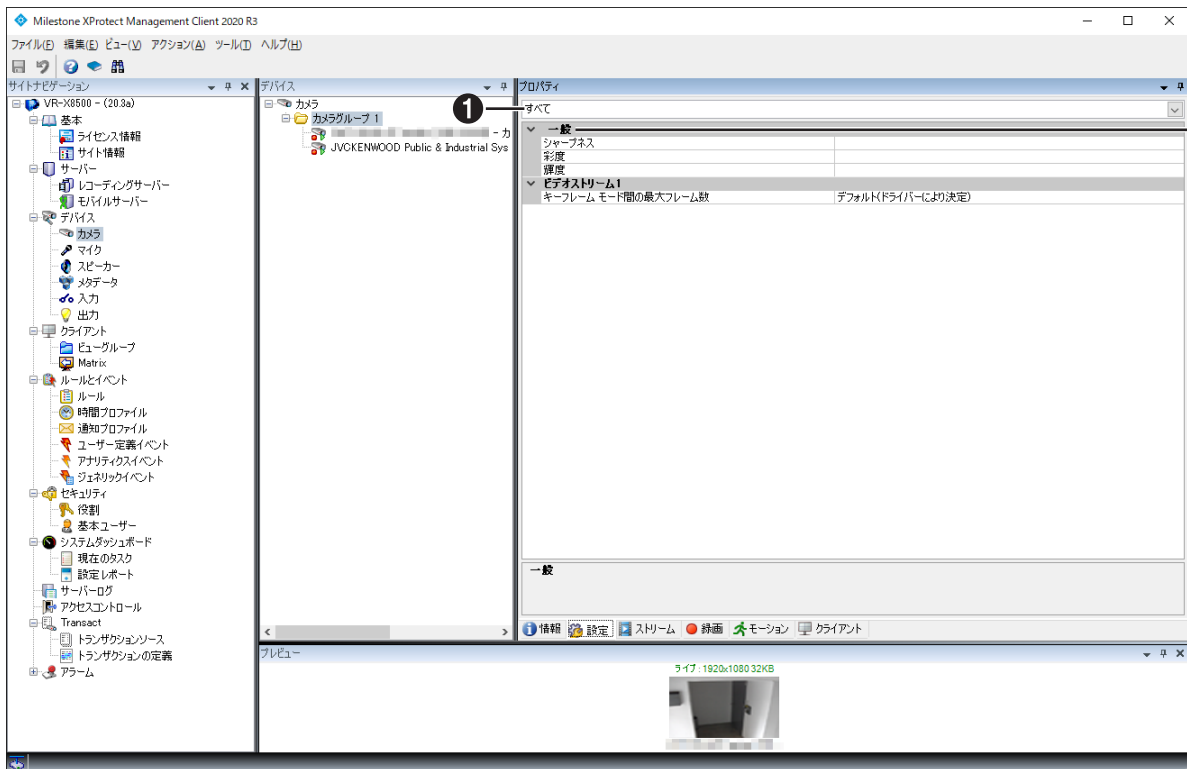 Milestone XProtect Management Client 2020 R3
ファイル(F) 編集(E) ビュー(V) アクション(A) ツール(T) ヘルプ(H)
サイトナビゲーション
VR-X8500 - (20.3a)
基本
ライセンス情報
サイト情報
サーバー
レコーディングサーバー
モバイルサーバー
デバイス
カメラ
マイク
スピーカー
メタデータ
入力
出力
クライアント
ビューグループ
Matrix
ルールとイベント
ルール
時間プロファイル
通知プロファイル
ユーザー定義イベント
アナリティクスイベント
ジェネリックイベント
セキュリティ
役割
基本ユーザー
システムダッシュボード
現在のタスク
設定レポート
サーバーログ
アクセスコントロール
Transact
トランザクションソース
トランザクションの定義
アラーム
デバイス
カメラ
カメラグループ 1
- カ
JVCKENWOOD Public & Industrial Sys
プロパティ
❶
すべて
一般
シャープネス
彩度
輝度
ビデオストリーム1
キーフレーム モード間の最大フレーム数 デフォルト(ドライバーにより決定)
一般
情報 設定 ストリーム 録画 モーション クライアント
プレビュー
ライブ : 1920x1080 32KB